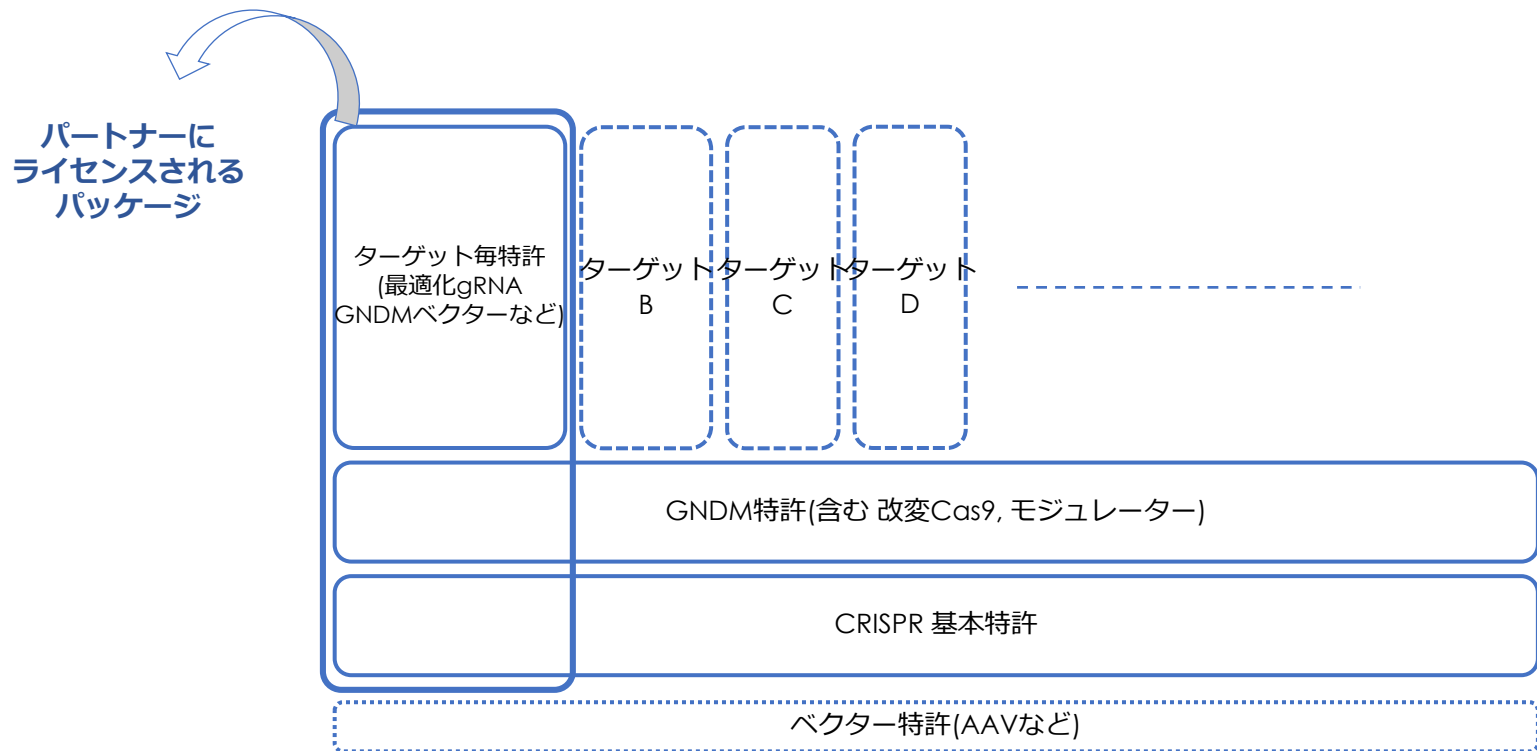 パートナーに
ライセンスされる
パッケージ
ターゲット毎特許
(最適化gRNA
GNDMベクターなど)
ターゲット
B
ターゲット
C
ターゲット
D
GNDM特許(含む 改変Cas9, モジュレーター)
CRISPR 基本特許
ベクター特許(AAVなど)